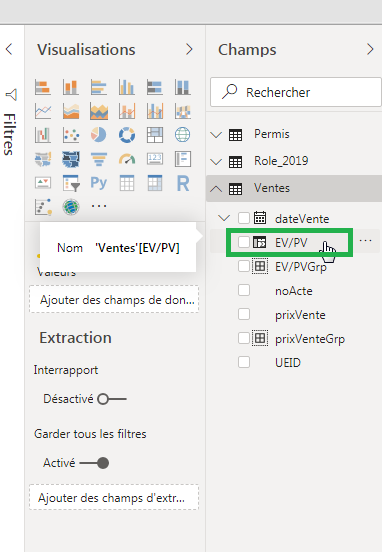 Filtres
Visualisations
Py
R
123
Nom 'Ventes'[EV/PV]
Valeurs
Ajouter des champs de don...
Extraction
Interrapport
Désactivé
Garder tous les filtres
Activé
Ajouter des champs d'extr...
Champs
Rechercher
Permis
Role_2019
Ventes
dateVente
EV/PV
EV/PVGrp
noActe
prixVente
prixVenteGrp
UEID